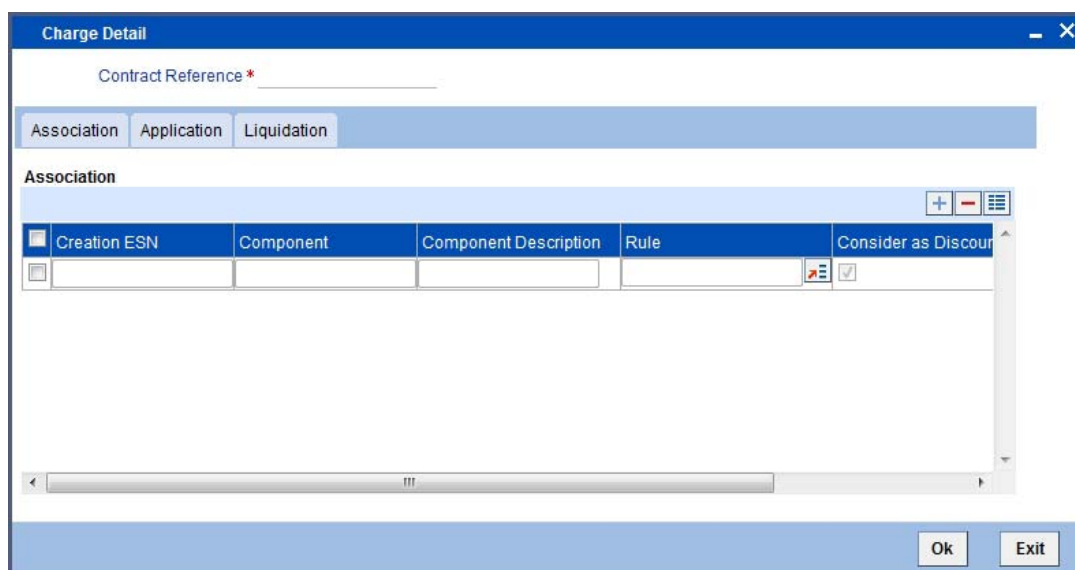 Charge Detail
Contract Reference *
Association Application Liquidation
Association
Creation ESN Component Component Description Rule Consider as Discour
Ok Exit